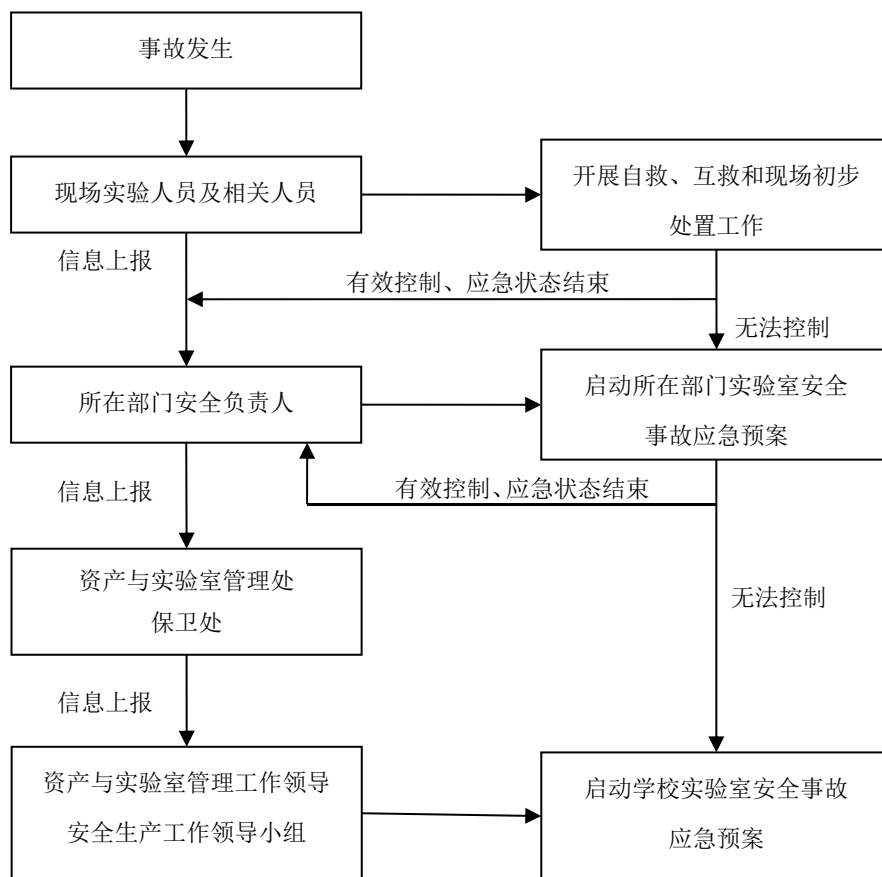 事故发生
现场实验人员及相关人员
开展自救、互救和现场初步
处置工作
信息上报
有效控制、应急状态结束
无法控制
所在部门安全负责人
启动所在部门实验室安全
事故应急预案
信息上报
有效控制、应急状态结束
资产与实验室管理处
保卫处
无法控制
信息上报
资产与实验室管理工作领导
安全生产工作领导小组
启动学校实验室安全事故
应急预案